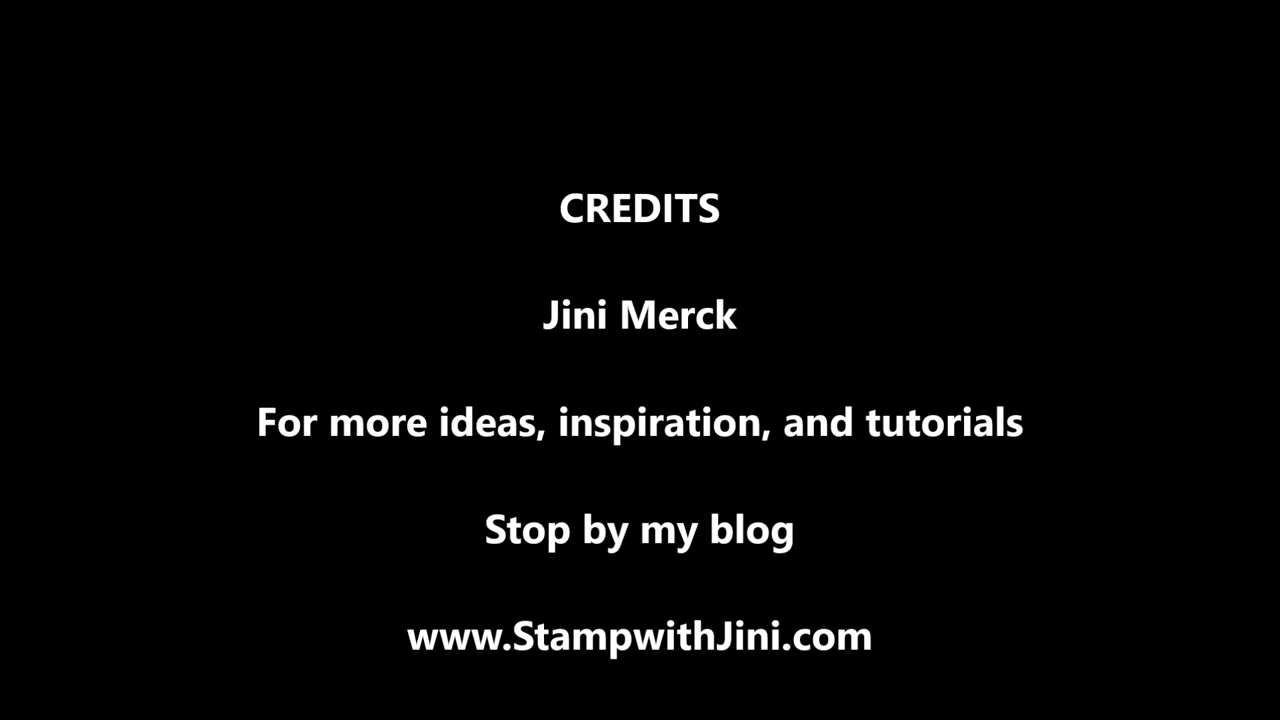 CREDITS
Jini Merck
For more ideas, inspiration, and tutorials
Stop by my blog
www.StampwithJini.com